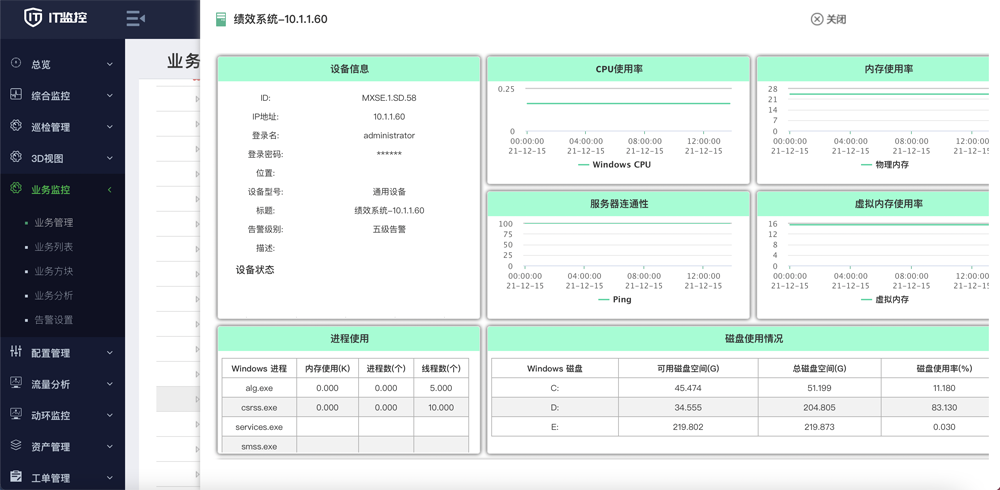 IT监控
绩效系统-10.1.1.60
关闭
总览
综合监控
巡检管理
3D视图
业务监控
业务管理
业务列表
业务方块
业务分析
告警设置
配置管理
流量分析
动环监控
资产管理
工单管理
业务
设备信息
ID: MXSE.1.SD.58
IP地址: 10.1.1.60
登录名: administrator
登录密码: ******
位置:
设备型号: 通用设备
标题: 绩效系统-10.1.1.60
告警级别: 五级告警
描述:
设备状态
CPU使用率
0.25
0
00:00:00 04:00:00 08:00:00 12:00:00
21-12-15 21-12-15 21-12-15 21-12-15
Windows CPU
内存使用率
28
21
14
7
0
00:00:00 04:00:00 08:00:00 12:00:00
21-12-15 21-12-15 21-12-15 21-12-15
物理内存
服务器连通性
100
75
50
25
0
00:00:00 04:00:00 08:00:00 12:00:00
21-12-15 21-12-15 21-12-15 21-12-15
Ping
虚拟内存使用率
16
12
8
4
0
00:00:00 04:00:00 08:00:00 12:00:00
21-12-15 21-12-15 21-12-15 21-12-15
虚拟内存
进程使用
Windows 进程 内存使用(K) 进程数(个) 线程数(个)
alg.exe 0.000 0.000 5.000
csrss.exe 0.000 0.000 10.000
services.exe
smss.exe
磁盘使用情况
Windows 磁盘 可用磁盘空间(G) 总磁盘空间(G) 磁盘使用率(%)
C: 45.474 51.199 11.180
D: 34.555 204.805 83.130
E: 219.802 219.873 0.030